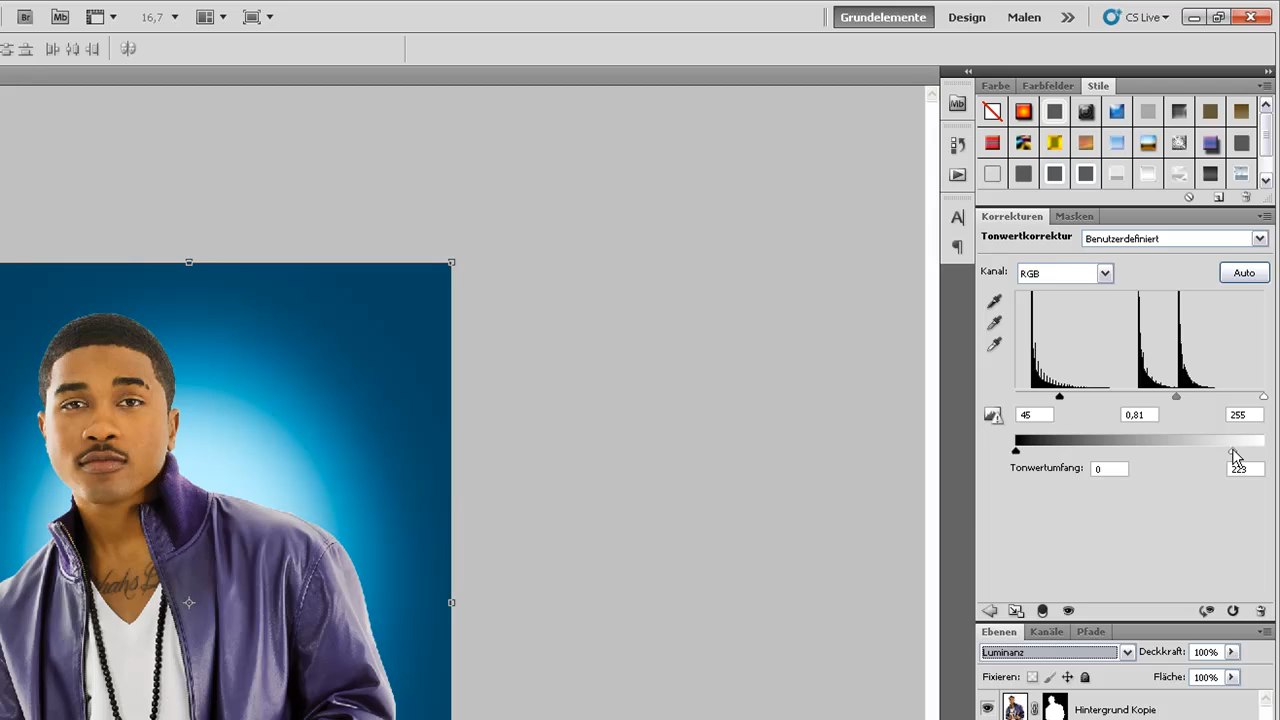 Br Mb 16,7 Grundelemente Design Malen CS Live
Mb Farbe Farbfelder Stile
A
¶
Korrekturen Masken
Tonwertkorrektur Benutzerdefiniert
Kanal: RGB Auto
45 0,81 255
Tonwertumfang: 0 223
Ebenen Kanäle Pfade
Luminanz Deckkraft: 100%
Fixieren: Fläche: 100%
Hintergrund Kopie